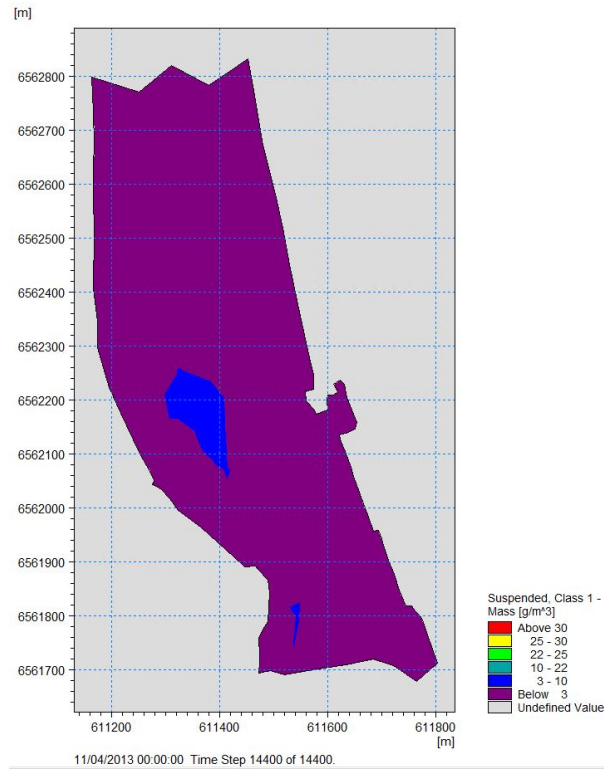 [m]
6562800
6562700
6562600
6562500
6562400
6562300
6562200
6562100
6562000
6561900
6561800
6561700
611200 611400 611600 611800
[m]
11/04/2013 00:00:00 Time Step 14400 of 14400.
Suspended, Class 1 -
Mass [g/m^3]
Above 30
25 - 30
22 - 25
10 - 22
3 - 10
Below 3
Undefined Value